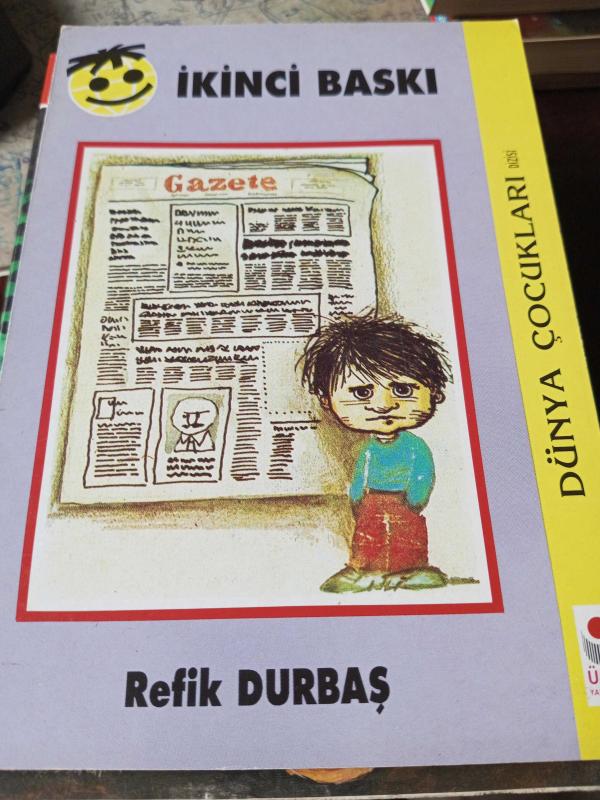 İKİNCİ BASKI
Gazete
Refik DURBAŞ
DÜNYA ÇOCUKLARI DİZİSİ